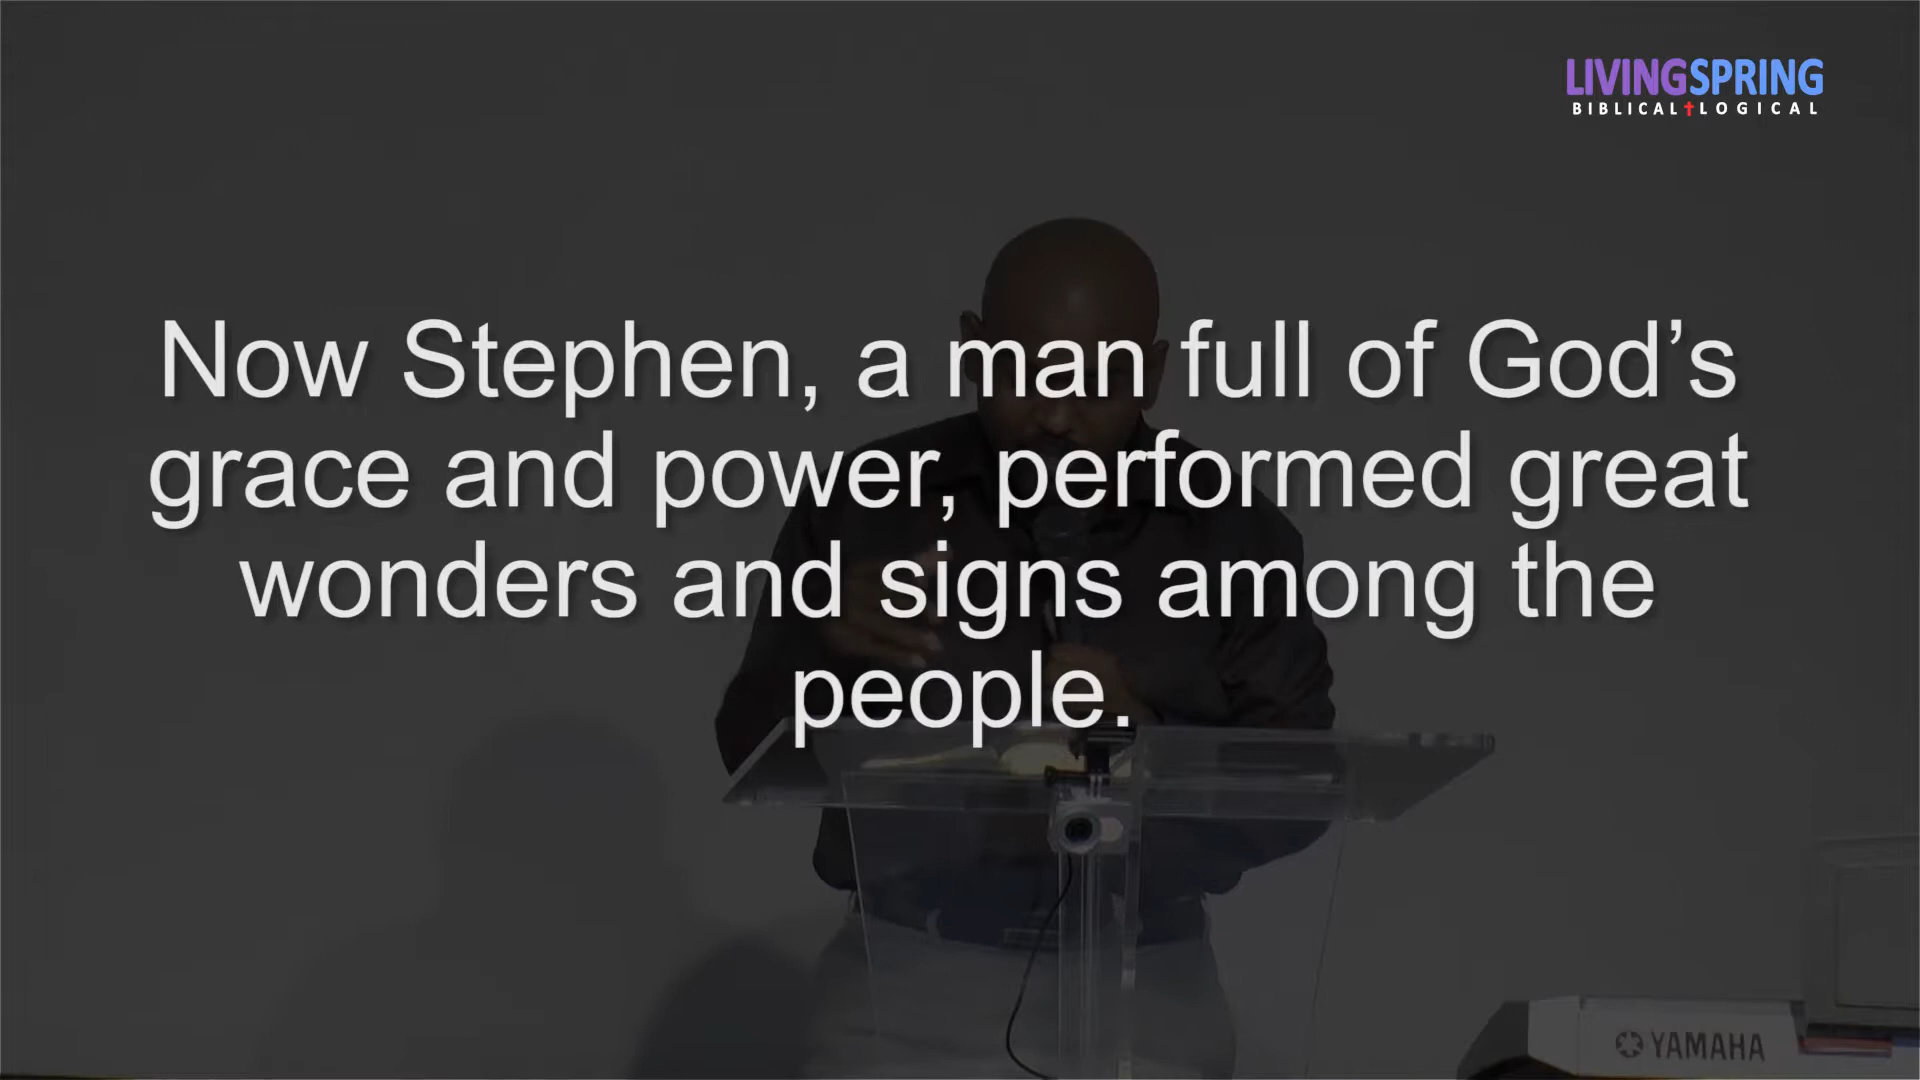 LIVINGSPRING
BIBLICAL LOGICAL
Now Stephen, a man full of God’s
grace and power, performed great
wonders and signs among the
people.
YAMAHA